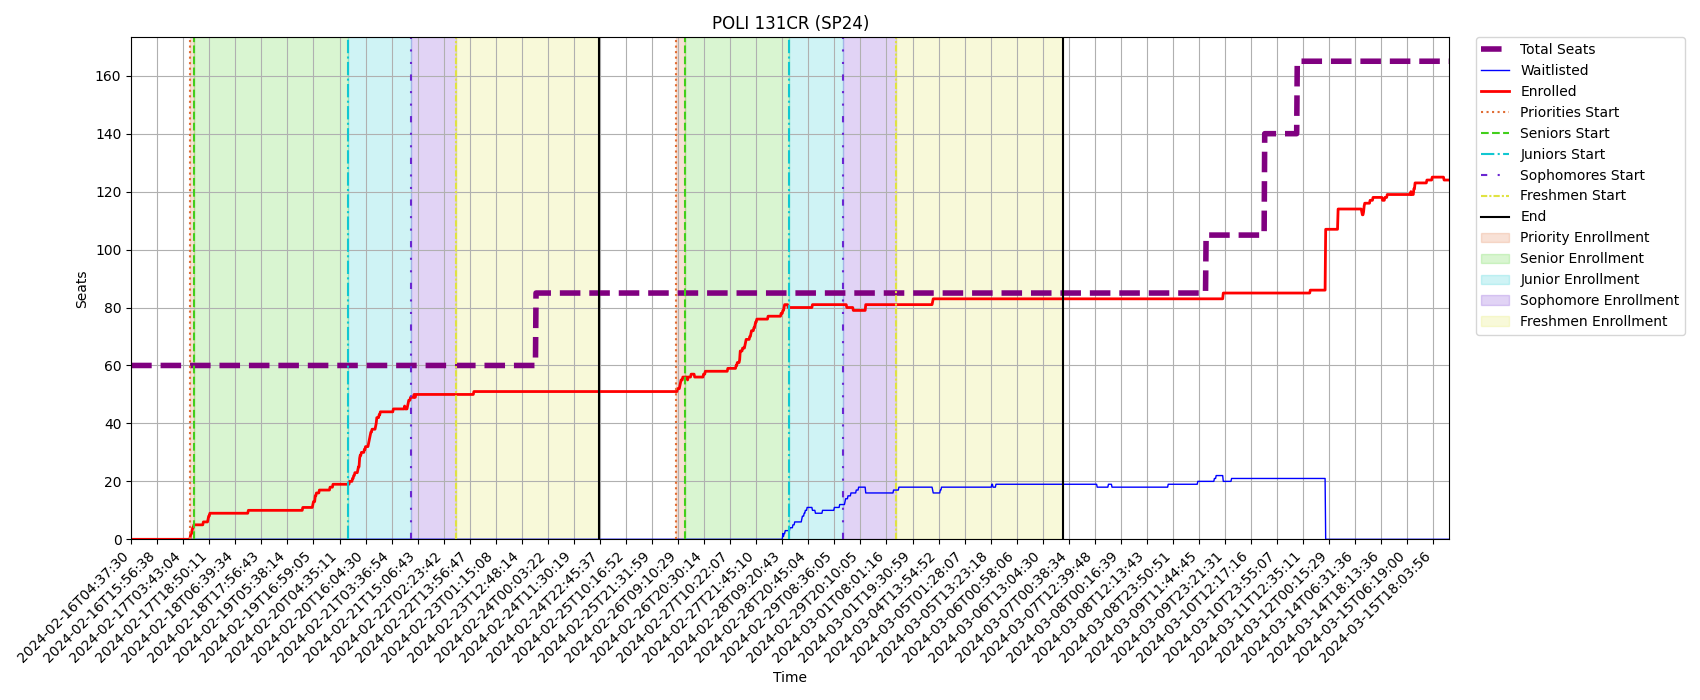 POLI 131CR (SP24)
Seats
160
140
120
100
80
60
40
20
0
2024-02-16T04:37:30
2024-02-16T15:56:38
2024-02-17T03:43:04
2024-02-17T18:50:11
2024-02-18T06:39:34
2024-02-18T17:56:43
2024-02-19T05:38:14
2024-02-19T16:59:05
2024-02-20T04:35:11
2024-02-20T16:04:30
2024-02-21T03:36:54
2024-02-21T15:06:43
2024-02-22T02:23:42
2024-02-22T13:56:47
2024-02-23T01:15:08
2024-02-23T12:48:14
2024-02-24T00:03:22
2024-02-24T11:30:19
2024-02-24T22:45:37
2024-02-25T10:16:52
2024-02-25T21:31:59
2024-02-26T09:10:29
2024-02-26T20:30:14
2024-02-27T10:22:07
2024-02-27T21:45:10
2024-02-28T09:20:43
2024-02-28T20:45:04
2024-02-29T08:36:05
2024-02-29T20:10:05
2024-03-01T08:01:16
2024-03-01T19:30:59
2024-03-04T13:54:52
2024-03-05T01:28:07
2024-03-05T13:23:18
2024-03-06T00:58:06
2024-03-06T13:04:30
2024-03-07T00:38:34
2024-03-07T12:39:48
2024-03-08T00:16:39
2024-03-08T12:13:43
2024-03-08T23:50:51
2024-03-09T11:44:45
2024-03-09T23:21:31
2024-03-10T12:17:16
2024-03-10T23:55:07
2024-03-11T12:35:11
2024-03-12T00:15:29
2024-03-14T06:31:36
2024-03-14T18:13:36
2024-03-15T06:19:00
2024-03-15T18:03:56
Time
Total Seats
Waitlisted
Enrolled
Priorities Start
Seniors Start
Juniors Start
Sophomores Start
Freshmen Start
End
Priority Enrollment
Senior Enrollment
Junior Enrollment
Sophomore Enrollment
Freshmen Enrollment